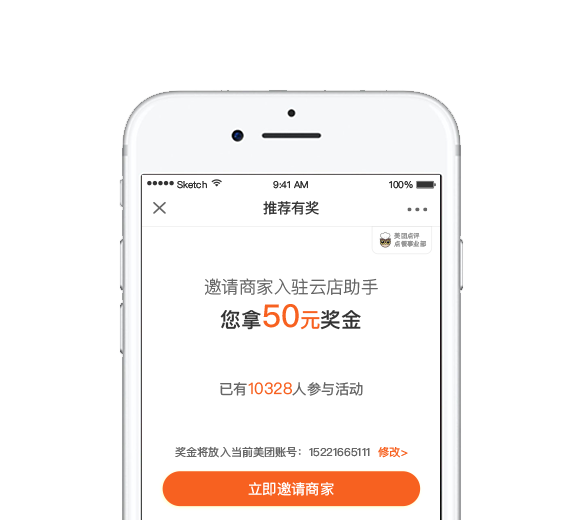 Sketch 9:41 AM 100%
推荐有奖
美团点评
点餐事业部
邀请商家入驻云店助手
您拿50元奖金
已有10328人参与活动
奖金将放入当前美团账号：15221665111 修改>
立即邀请商家